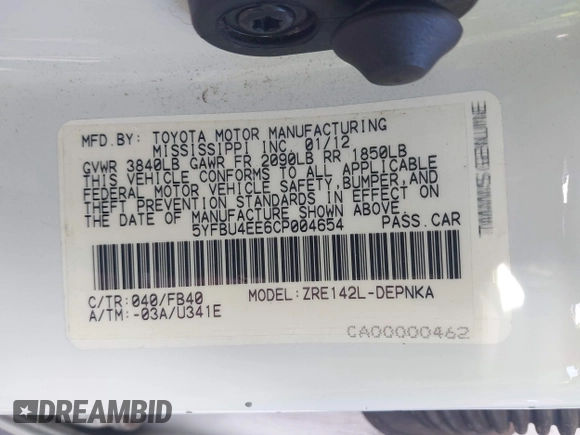 MFD.BY: TOYOTA MOTOR MANUFACTURING
MISSISSIPPI INC. 01/12
GVWR 3840LB GAWR FR 2090LB RR 1850LB
THIS VEHICLE CONFORMS TO ALL APPLICABLE
FEDERAL MOTOR VEHICLE SAFETY,BUMPER,AND
THEFT PREVENTION STANDARDS IN EFFECT ON
THE DATE OF MANUFACTURE SHOWN ABOVE.
5YFBU4EE6CP004654 PASS.CAR
C/TR:040/FB40 MODEL:ZRE142L-DEPNKA
A/TM:-03A/U341E
CA00000462
DREAMBID